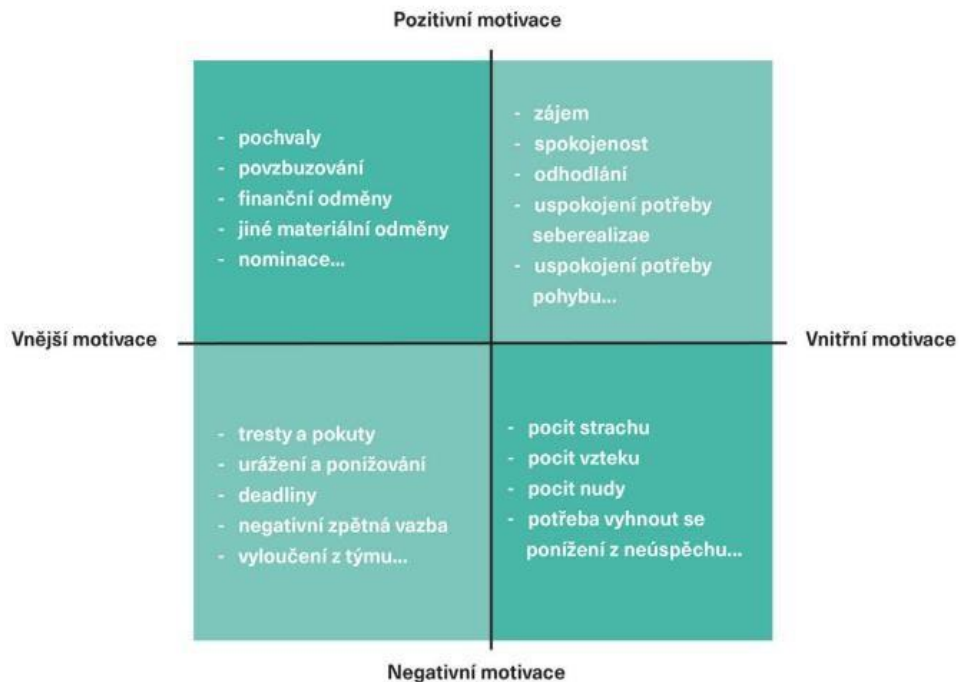 Pozitivní motivace
- pochvaly
- povzbuzování
- finanční odměny
- jiné materiální odměny
- nominace...
- zájem
- spokojenost
- odhodlání
- uspokojení potřeby
seberealizae
- uspokojení potřeby
pohybu...
Vnější motivace
Vnitřní motivace
- tresty a pokuty
- urážení a ponižování
- deadliny
- negativní zpětná vazba
- vyloučení z týmu...
- pocit strachu
- pocit vzteku
- pocit nudy
- potřeba vyhnout se
ponížení z neúspěchu...
Negativní motivace